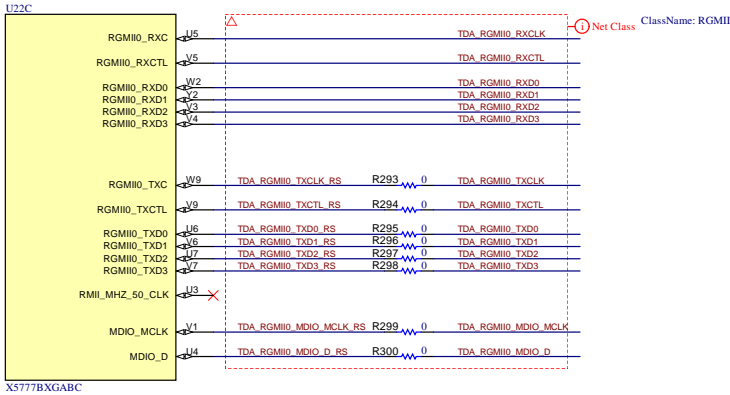 U22C
Net Class ClassName: RGMII
RGMII0_RXC U5 TDA_RGMII0_RXCLK
RGMII0_RXCTL V5 TDA_RGMII0_RXCTL
RGMII0_RXD0 W2 TDA_RGMII0_RXD0
RGMII0_RXD1 Y2 TDA_RGMII0_RXD1
RGMII0_RXD2 V3 TDA_RGMII0_RXD2
RGMII0_RXD3 V4 TDA_RGMII0_RXD3
RGMII0_TXC W9 TDA_RGMII0_TXCLK_RS R293 0 TDA_RGMII0_TXCLK
RGMII0_TXCTL V9 TDA_RGMII0_TXCTL_RS R294 0 TDA_RGMII0_TXCTL
RGMII0_TXD0 U6 TDA_RGMII0_TXD0_RS R295 0 TDA_RGMII0_TXD0
RGMII0_TXD1 V6 TDA_RGMII0_TXD1_RS R296 0 TDA_RGMII0_TXD1
RGMII0_TXD2 U7 TDA_RGMII0_TXD2_RS R297 0 TDA_RGMII0_TXD2
RGMII0_TXD3 V7 TDA_RGMII0_TXD3_RS R298 0 TDA_RGMII0_TXD3
RMII_MHZ_50_CLK U3
MDIO_MCLK V1 TDA_RGMII0_MDIO_MCLK_RS R299 0 TDA_RGMII0_MDIO_MCLK
MDIO_D U4 TDA_RGMII0_MDIO_D_RS R300 0 TDA_RGMII0_MDIO_D
X5777BXGABC